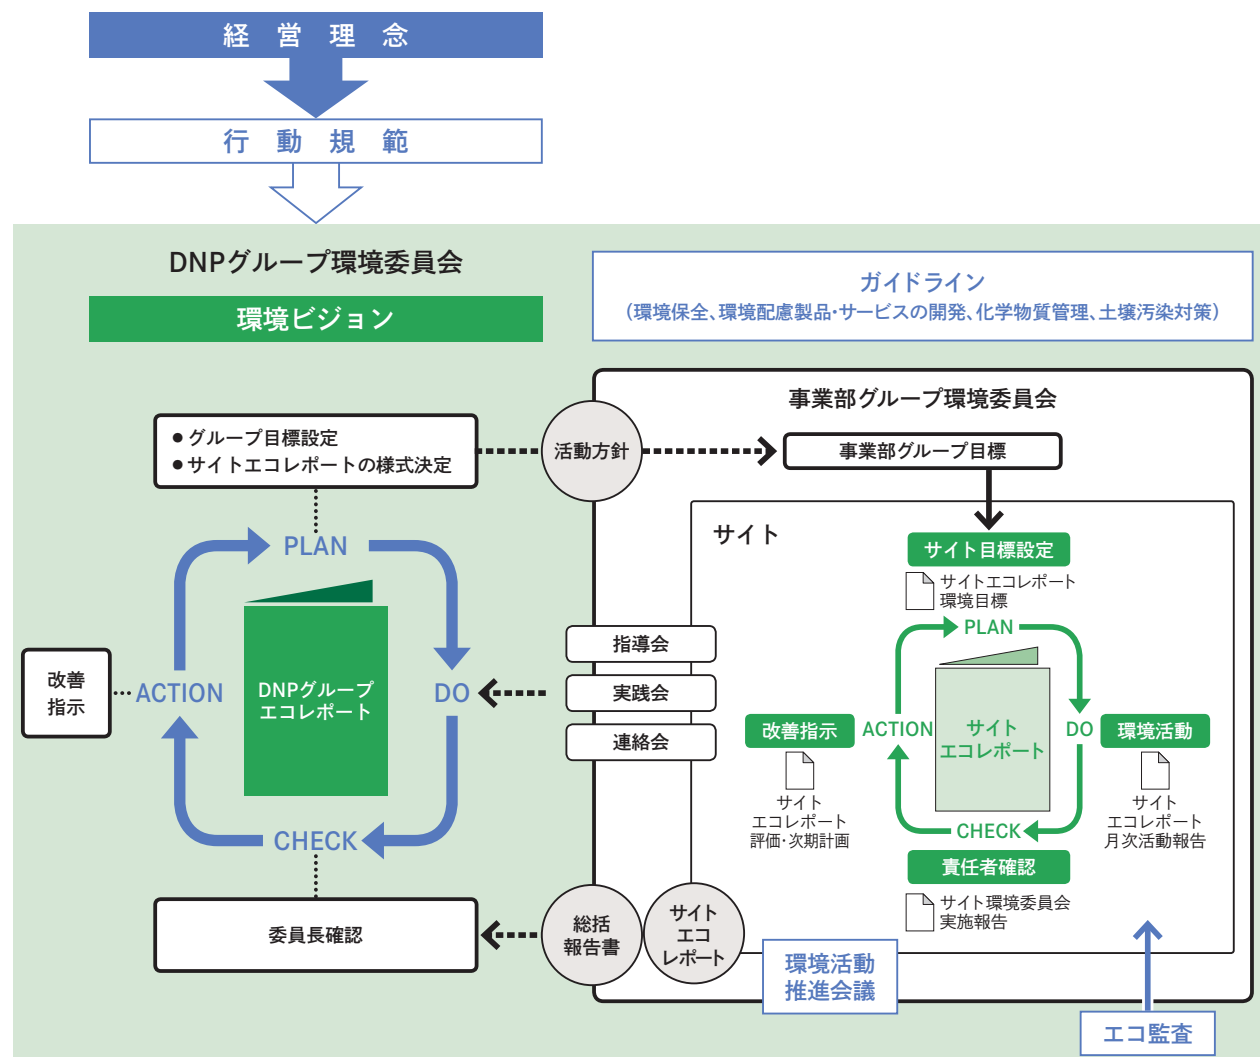 経営理念
行動規範
DNPグループ環境委員会
環境ビジョン
ガイドライン
（環境保全、環境配慮製品・サービスの開発、化学物質管理、土壌汚染対策）
● グループ目標設定
● サイトエコレポートの様式決定
活動方針
事業部グループ環境委員会
事業部グループ目標
PLAN
DO
CHECK
ACTION
DNPグループ
エコレポート
改善
指示
委員長確認
指導会
実践会
連絡会
総括
報告書
サイト
エコ
レポート
サイト
サイト目標設定
サイトエコレポート
環境目標
PLAN
DO
CHECK
ACTION
サイト
エコレポート
環境活動
サイト
エコレポート
月次活動報告
責任者確認
サイト環境委員会
実施報告
改善指示
サイト
エコレポート
評価・次期計画
環境活動
推進会議
エコ監査